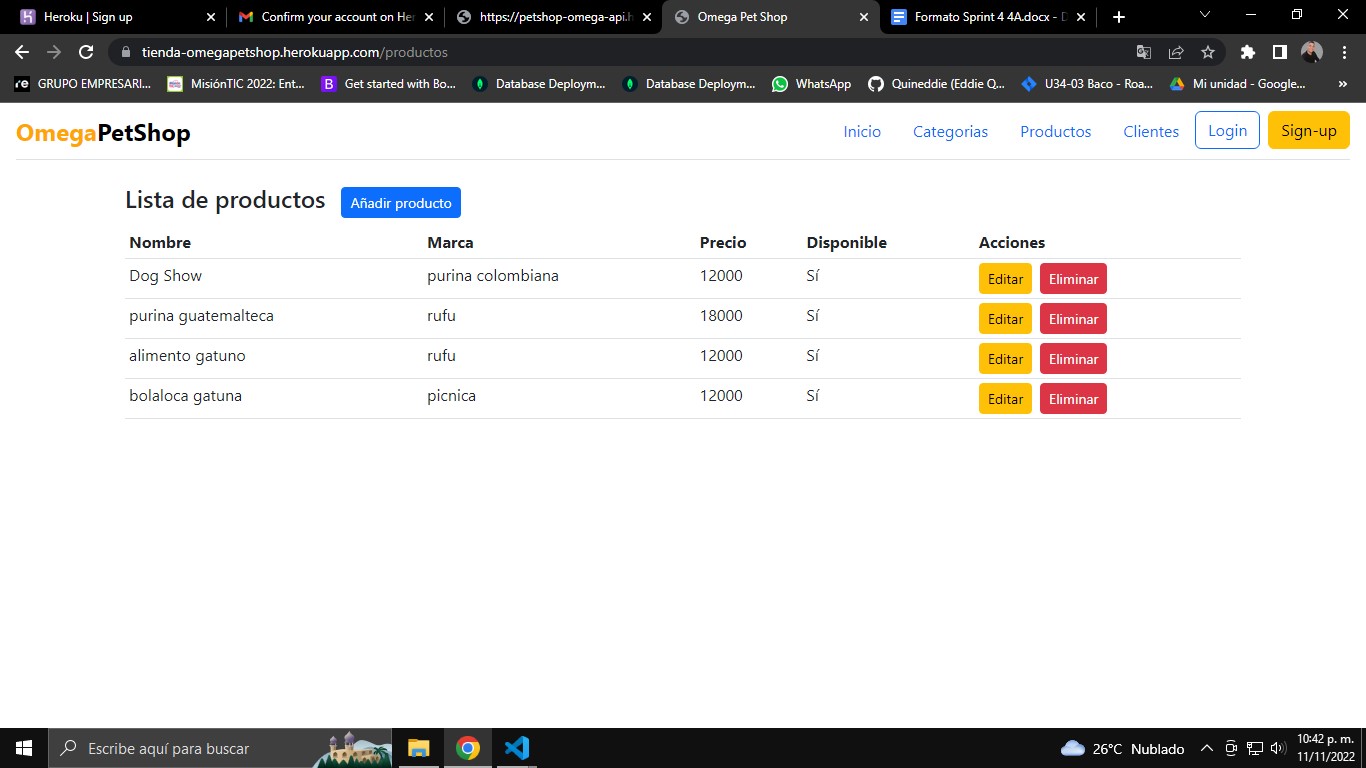 Heroku | Sign up
Confirm your account on Her
https://petshop-omega-api.h
Omega Pet Shop
Formato Sprint 4 4A.docx - D
tienda-omegapetshop.herokuapp.com/productos
GRUPO EMPRESARI...
MisiónTIC 2022: Ent...
Get started with Bo...
Database Deploym...
Database Deploym...
WhatsApp
Quineddie (Eddie Q...
U34-03 Baco - Roa...
Mi unidad - Google...
OmegaPetShop
Inicio
Categorias
Productos
Clientes
Login
Sign-up
Lista de productos
Añadir producto
Nombre Marca Precio Disponible Acciones
Dog Show purina colombiana 12000 Sí Editar Eliminar
purina guatemalteca rufu 18000 Sí Editar Eliminar
alimento gatuno rufu 12000 Sí Editar Eliminar
bolaloca gatuna picnica 12000 Sí Editar Eliminar
Escribe aquí para buscar
26°C Nublado
10:42 p. m.
11/11/2022